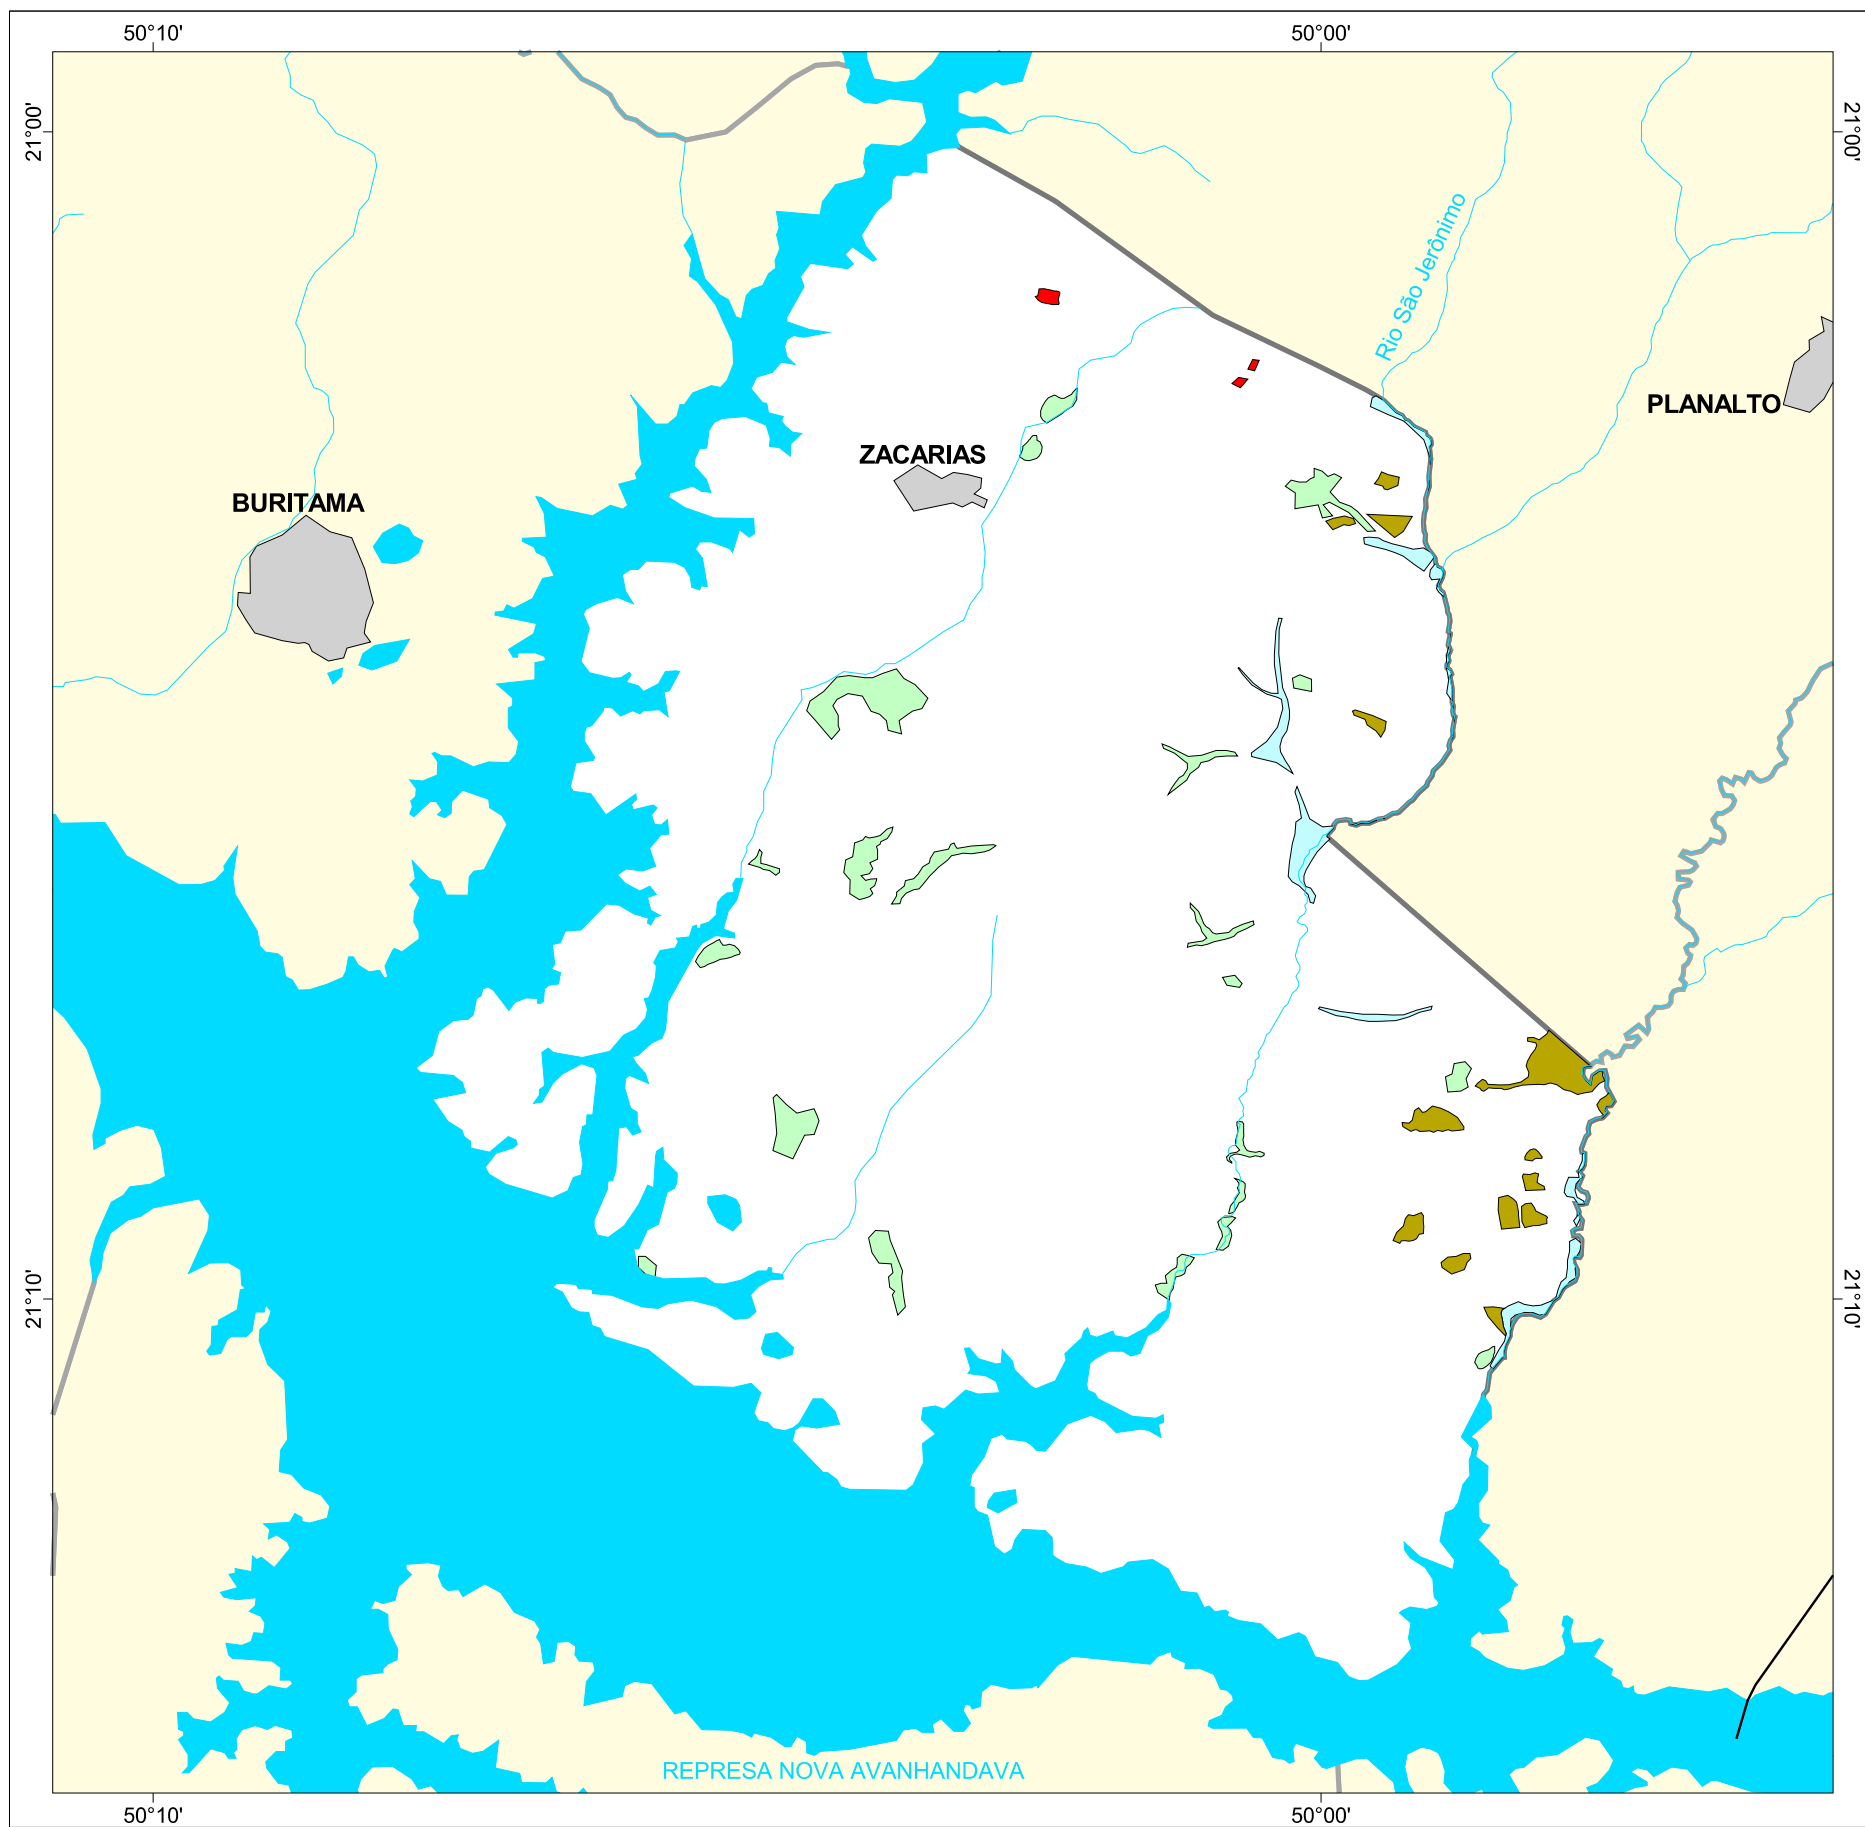 50°10'
50°00'
21°00'
21°00'
Rio São Jerônimo
PLANALTO
ZACARIAS
BURITAMA
21°10'
21°10'
REPRESA NOVA AVANHANDAVA
50°10'
50°00'